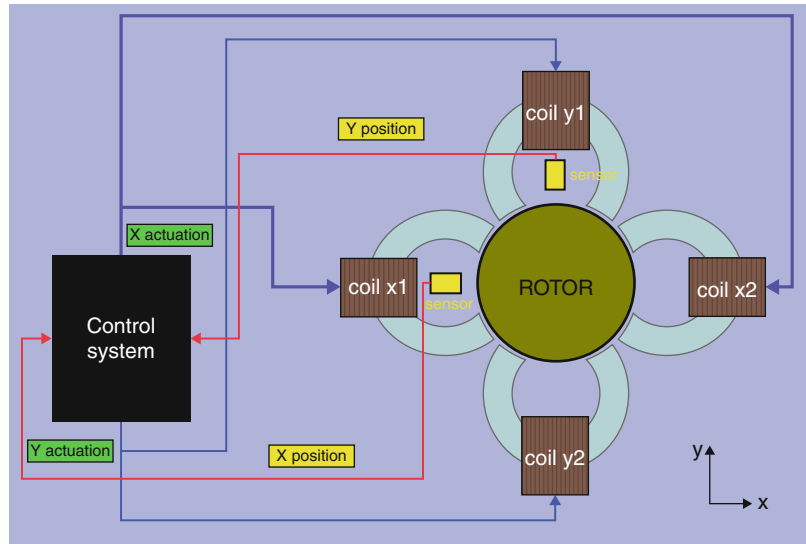 coil y1
Y position
sensor
X actuation
coil x1
sensor
ROTOR
coil x2
Control
system
Y actuation
X position
coil y2
y
x